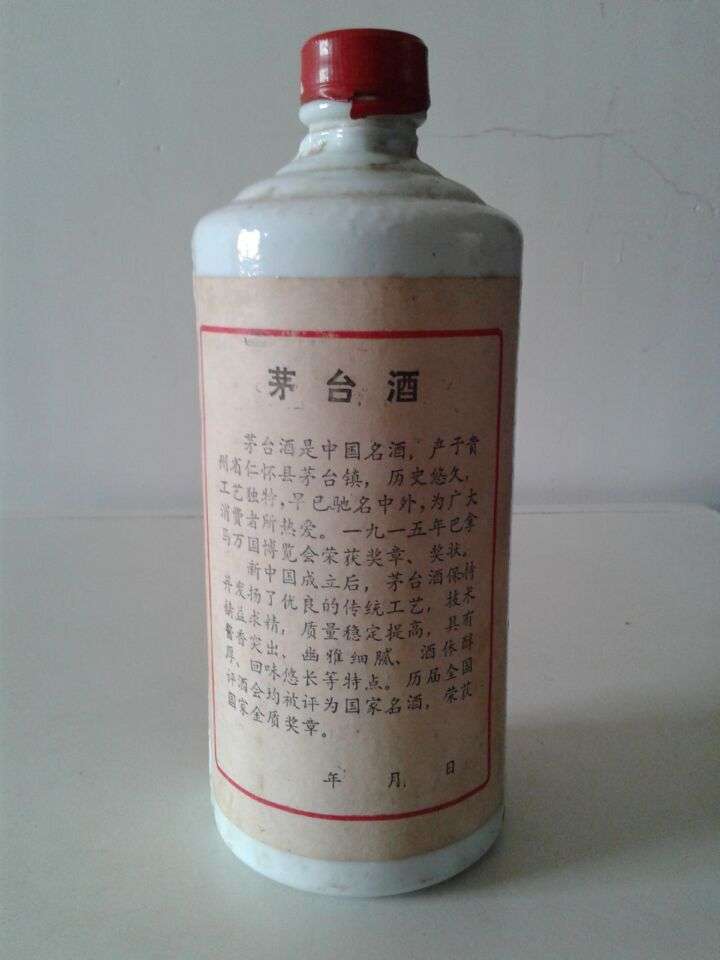 茅台酒
茅台酒是中国名酒，产于贵
州省仁怀县茅台镇，历史悠久，
工艺独特，早已驰名中外，为广大
消费者所热爱。一九一五年巴拿
马万国博览会荣获奖章、奖状。
新中国成立后，茅台酒保持
并发扬了优良的传统工艺，技术
精益求精，质量稳定提高，具有
酱香突出、幽雅细腻、酒体醇
厚、回味悠长等特点。历届全国
评酒会均被评为国家名酒，荣获
国家金质奖章。
年 月 日